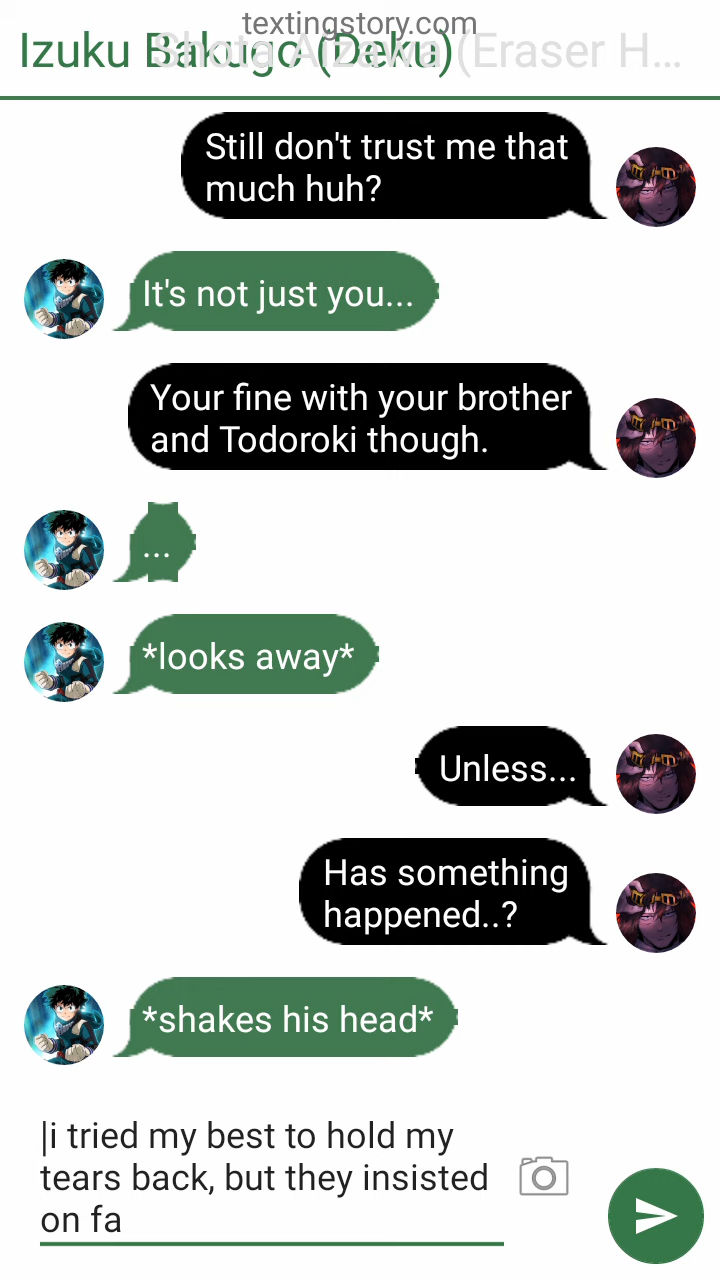 textingstory.com
Izuku Bakugo (Deku)
Shota Aizawa (Eraser H...
Still don't trust me that
much huh?
It's not just you...
Your fine with your brother
and Todoroki though.
...
*looks away*
Unless...
Has something
happened..?
*shakes his head*
|i tried my best to hold my
tears back, but they insisted
on fa